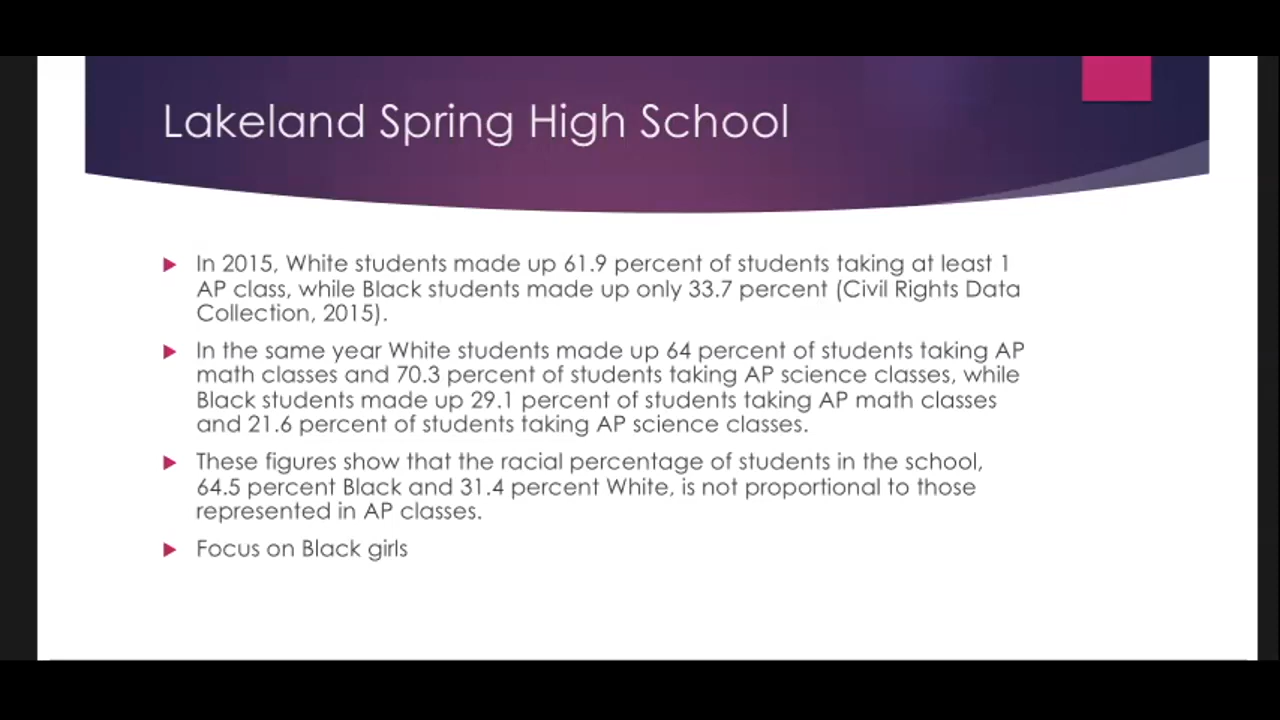 Lakeland Spring High School
In 2015, White students made up 61.9 percent of students taking at least 1
AP class, while Black students made up only 33.7 percent (Civil Rights Data
Collection, 2015).
In the same year White students made up 64 percent of students taking AP
math classes and 70.3 percent of students taking AP science classes, while
Black students made up 29.1 percent of students taking AP math classes
and 21.6 percent of students taking AP science classes.
These figures show that the racial percentage of students in the school,
64.5 percent Black and 31.4 percent White, is not proportional to those
represented in AP classes.
Focus on Black girls